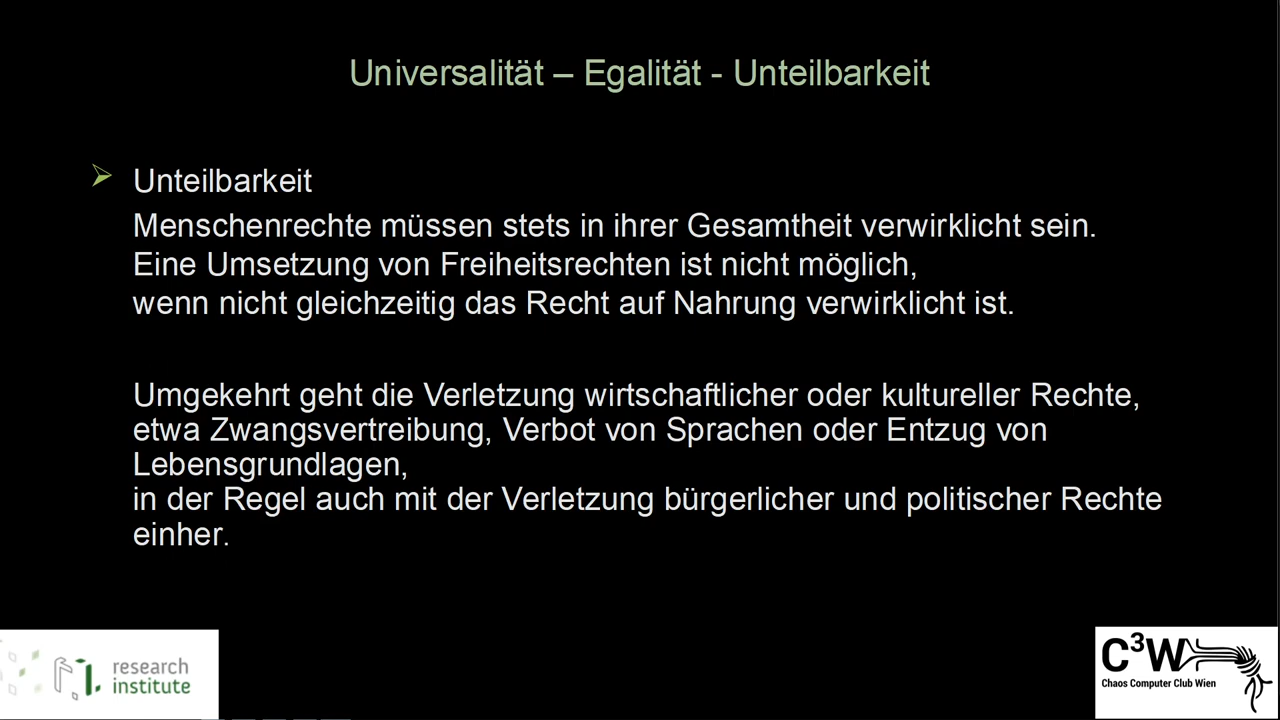 Universalität – Egalität - Unteilbarkeit
Unteilbarkeit
Menschenrechte müssen stets in ihrer Gesamtheit verwirklicht sein.
Eine Umsetzung von Freiheitsrechten ist nicht möglich,
wenn nicht gleichzeitig das Recht auf Nahrung verwirklicht ist.
Umgekehrt geht die Verletzung wirtschaftlicher oder kultureller Rechte,
etwa Zwangsvertreibung, Verbot von Sprachen oder Entzug von
Lebensgrundlagen,
in der Regel auch mit der Verletzung bürgerlicher und politischer Rechte
einher.
research
institute
C³W
Chaos Computer Club Wien